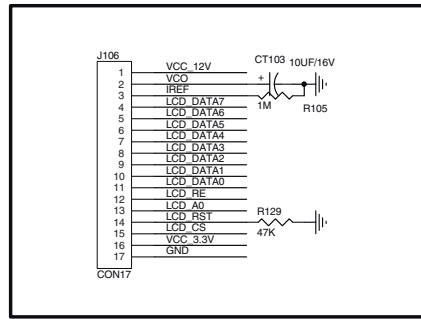 J106
1 VCC_12V
2 VCO
3 IREF
4 LCD_DATA7
5 LCD_DATA6
6 LCD_DATA5
7 LCD_DATA4
8 LCD_DATA3
9 LCD_DATA2
10 LCD_DATA1
11 LCD_DATA0
12 LCD_RE
13 LCD_A0
14 LCD_RST
15 LCD_CS
16 VCC_3.3V
17 GND
CON17
CT103 10UF/16V
+
1M R105
R129
47K